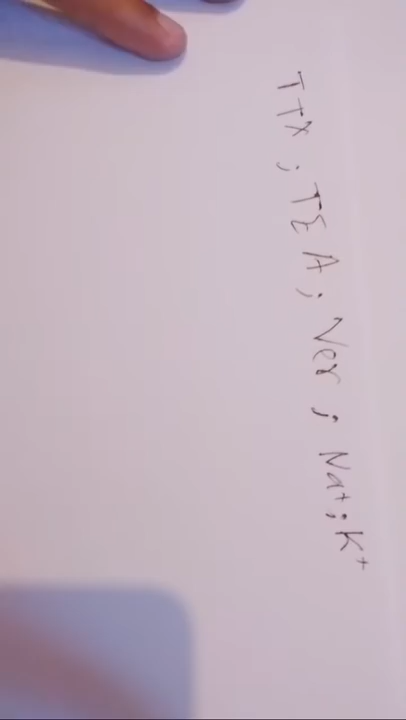 TTX ; TEA ; Ver ; Na+ ; K+